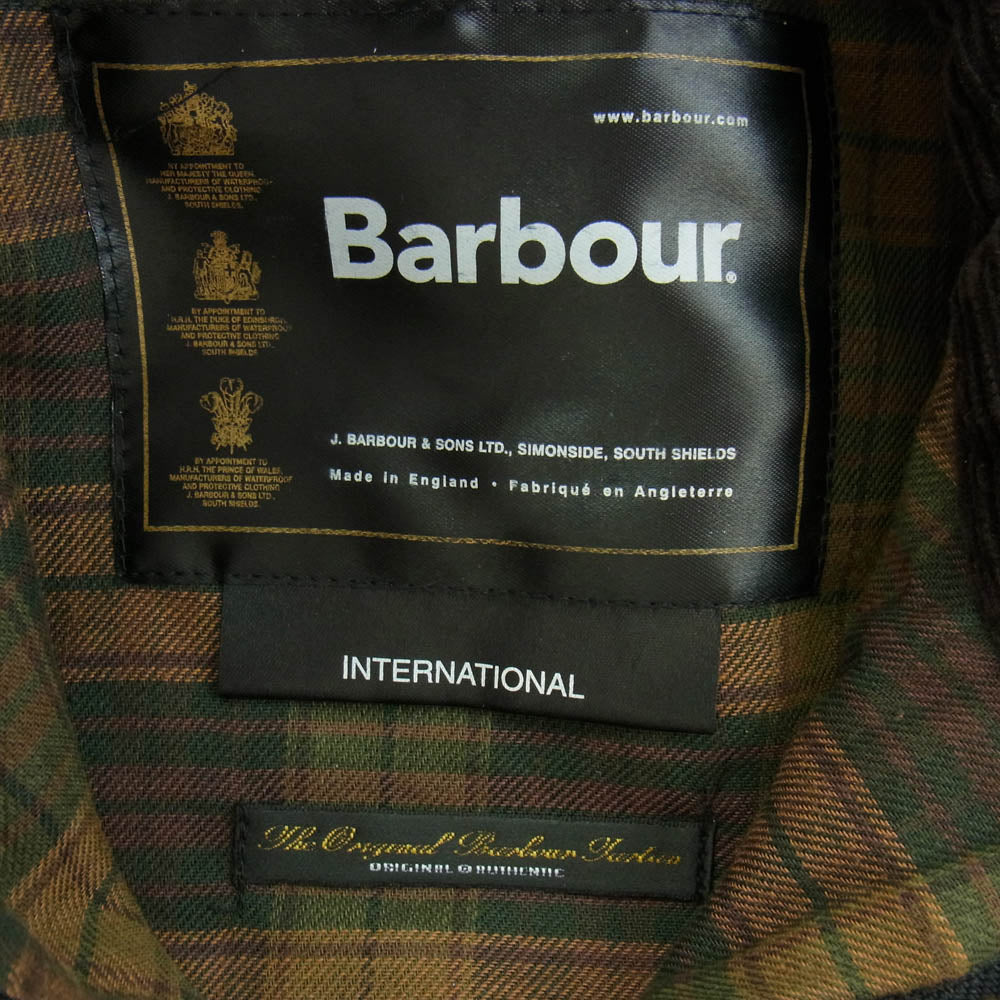 www.barbour.com
Barbour®
BY APPOINTMENT TO
HER MAJESTY THE QUEEN,
MANUFACTURERS OF WATERPROOF
AND PROTECTIVE CLOTHING
J. BARBOUR & SONS LTD.,
SOUTH SHIELDS.
BY APPOINTMENT TO
H.R.H. THE DUKE OF EDINBURGH,
MANUFACTURERS OF WATERPROOF
AND PROTECTIVE CLOTHING
J. BARBOUR & SONS LTD.,
SOUTH SHIELDS
BY APPOINTMENT TO
H.R.H. THE PRINCE OF WALES,
MANUFACTURERS OF WATERPROOF
AND PROTECTIVE CLOTHING
J. BARBOUR & SONS LTD.,
SOUTH SHIELDS.
J. BARBOUR & SONS LTD., SIMONSIDE, SOUTH SHIELDS
Made in England • Fabriqué en Angleterre
INTERNATIONAL
The Original Barbour Tartan
ORIGINAL @ AUTHENTIC